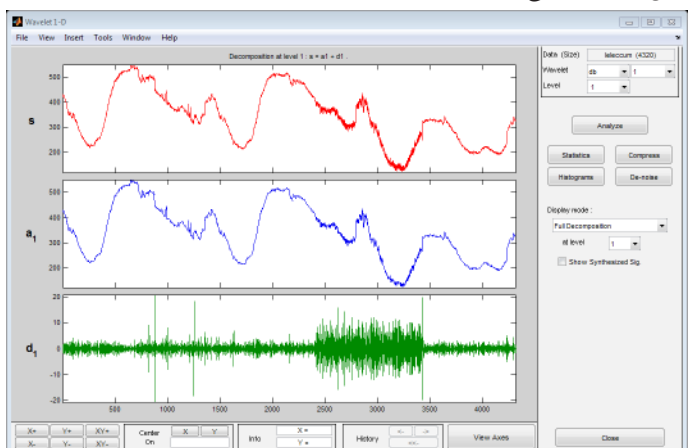 Wavelet 1-D
File View Insert Tools Window Help
Decomposition at level 1 : s = a1 + d1 .
500
400
s
300
200
500
400
a1
300
200
20
10
d1
0
-10
-20
500 1000 1500 2000 2500 3000 3500 4000
Data (Size) leleccum (4320)
Wavelet db 1
Level 1
Analyze
Statistics Compress
Histograms De-noise
Display mode :
Full Decomposition
at level 1
Show Synthesized Sig.
X+ Y+ XY+
X- Y- XY-
Center On X Y
Info X = Y =
History <- -> <<-
View Axes
Close